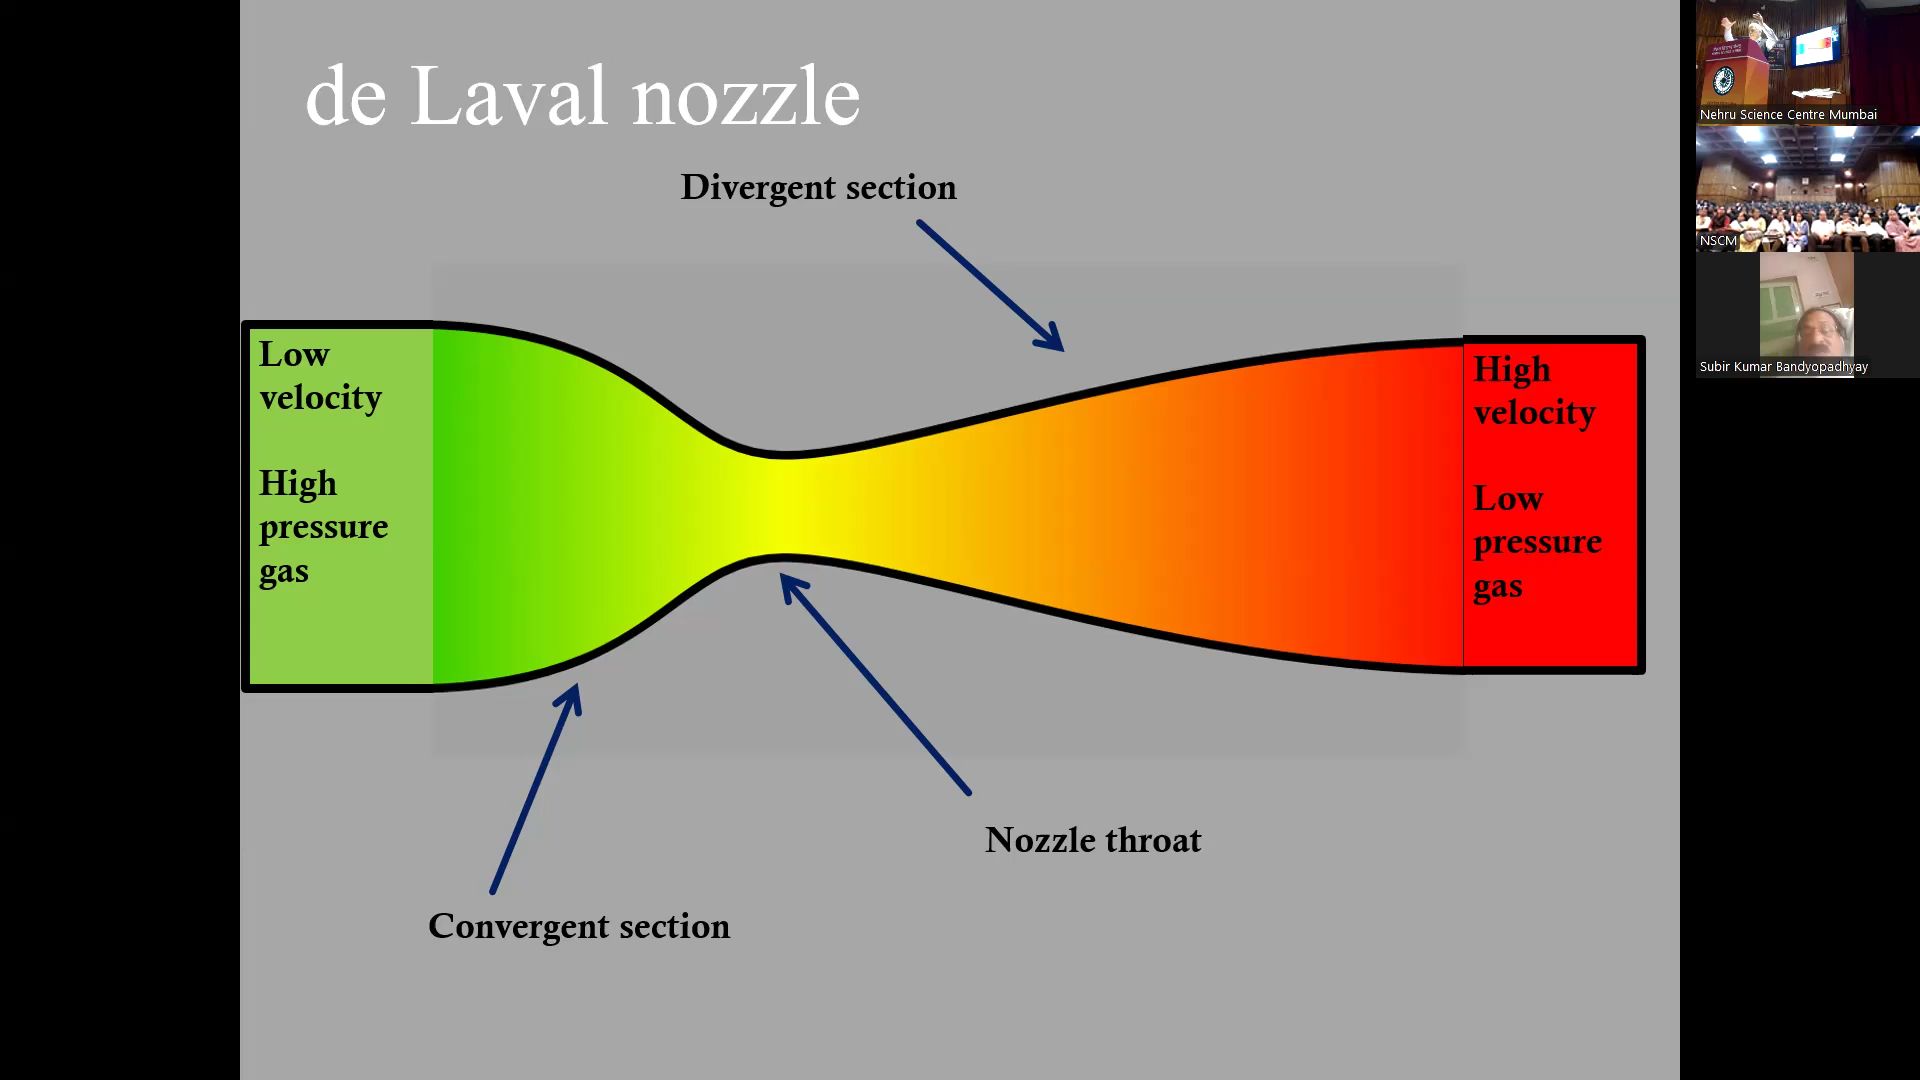 de Laval nozzle
Divergent section
Low
velocity
High
pressure
gas
High
velocity
Low
pressure
gas
Nozzle throat
Convergent section
Nehru Science Centre Mumbai
NSCM
Subir Kumar Bandyopadhyay